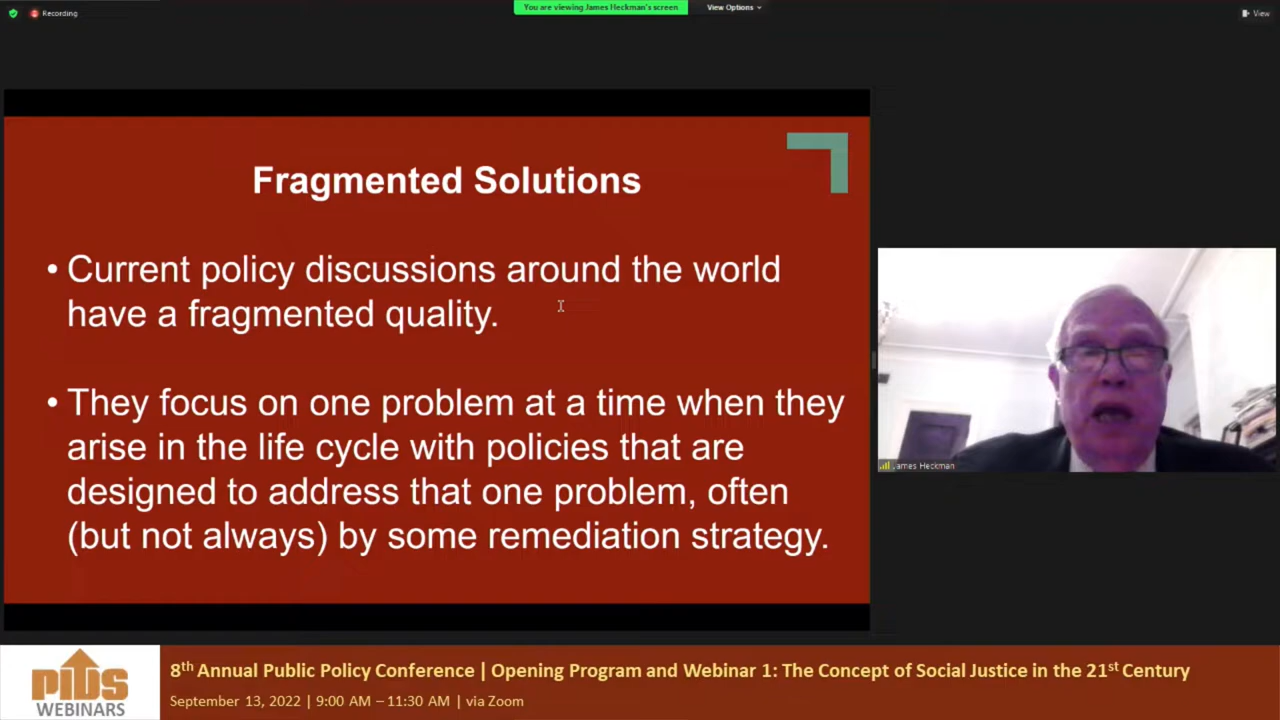 Recording
You are viewing James Heckman's screen
View Options
View
Fragmented Solutions
• Current policy discussions around the world
have a fragmented quality.
• They focus on one problem at a time when they
arise in the life cycle with policies that are
designed to address that one problem, often
(but not always) by some remediation strategy.
James Heckman
pids
WEBINARS
8th Annual Public Policy Conference | Opening Program and Webinar 1: The Concept of Social Justice in the 21st Century
September 13, 2022 | 9:00 AM – 11:30 AM | via Zoom